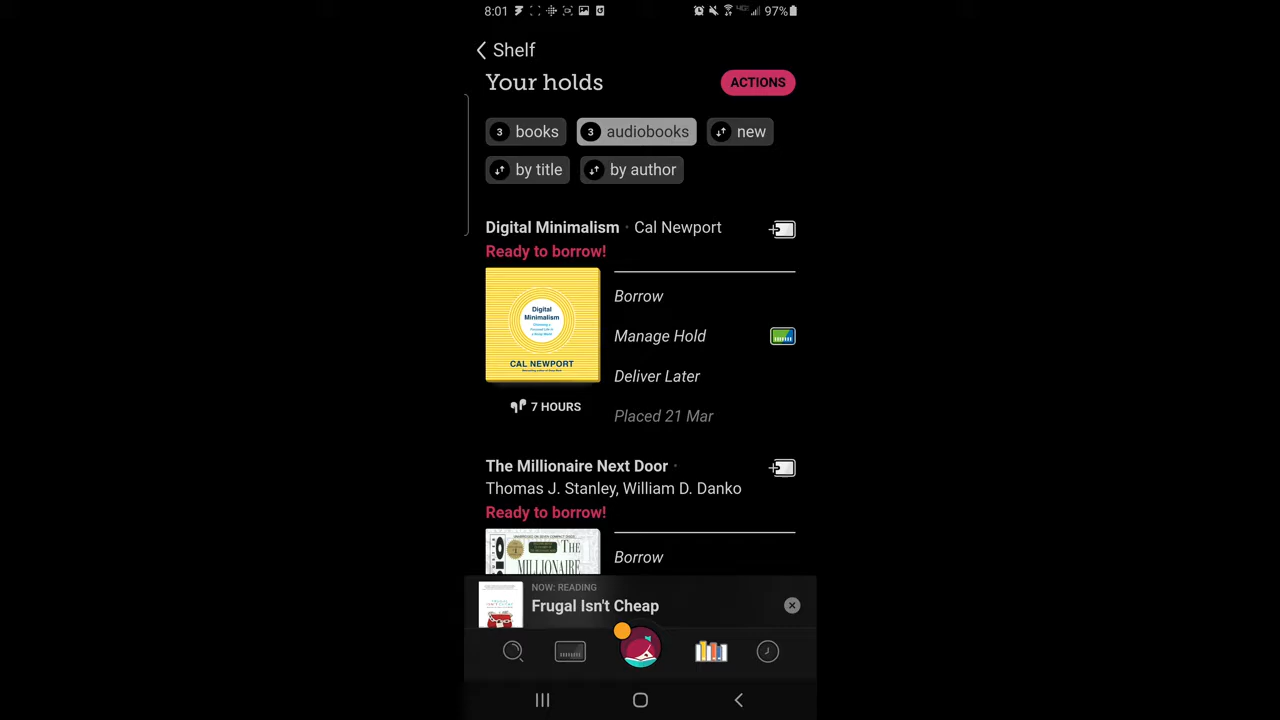 8:01
97%
Shelf
Your holds
ACTIONS
3 books
3 audiobooks
new
by title
by author
Digital Minimalism · Cal Newport
Ready to borrow!
Borrow
Digital
Minimalism
CAL NEWPORT
Manage Hold
Deliver Later
7 HOURS
Placed 21 Mar
The Millionaire Next Door ·
Thomas J. Stanley, William D. Danko
Ready to borrow!
THE
MILLIONAIRE
Borrow
NOW: READING
Frugal Isn't Cheap